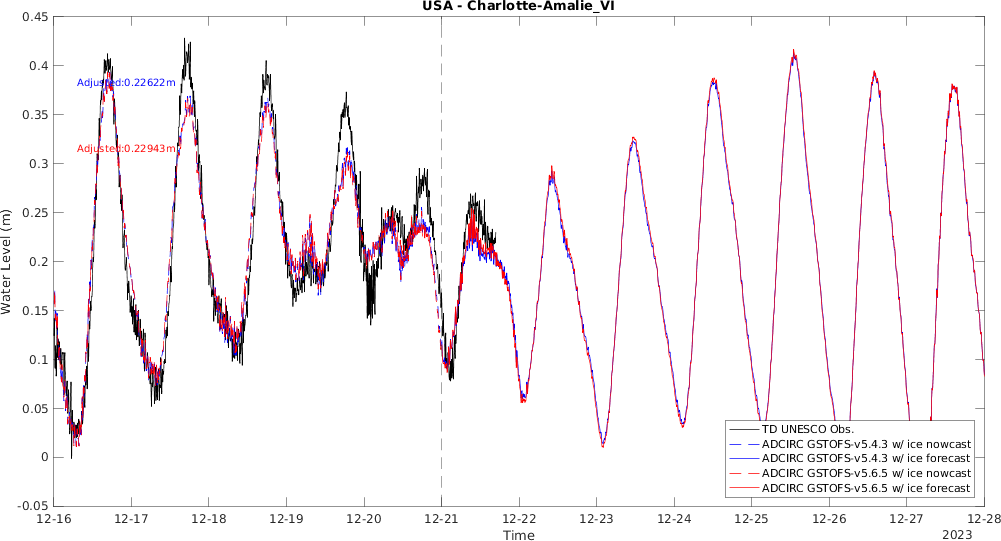 USA - Charlotte-Amalie_VI
0.45
0.4
0.35
0.3
0.25
0.2
0.15
0.1
0.05
0
-0.05
Water Level (m)
Adjusted:0.22622m
Adjusted:0.22943m
TD UNESCO Obs.
ADCIRC GSTOFS-v5.4.3 w/ ice nowcast
ADCIRC GSTOFS-v5.4.3 w/ ice forecast
ADCIRC GSTOFS-v5.6.5 w/ ice nowcast
ADCIRC GSTOFS-v5.6.5 w/ ice forecast
12-16 12-17 12-18 12-19 12-20 12-21 12-22 12-23 12-24 12-25 12-26 12-27 12-28
Time
2023